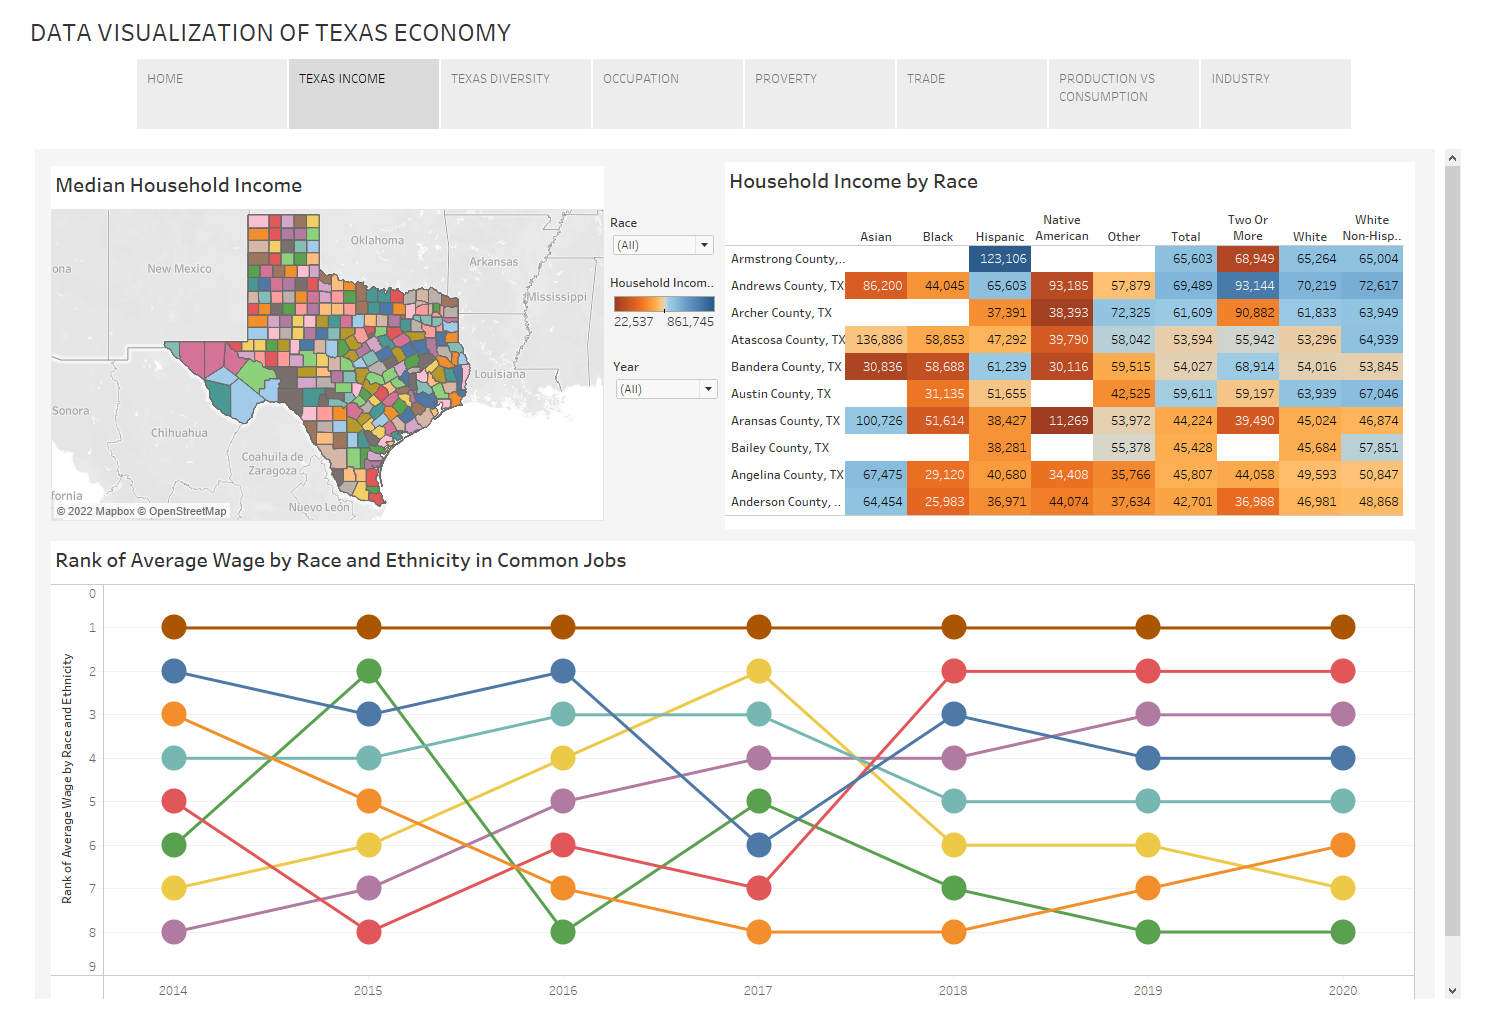 DATA VISUALIZATION OF TEXAS ECONOMY
HOME
TEXAS INCOME
TEXAS DIVERSITY
OCCUPATION
PROVERTY
TRADE
PRODUCTION VS
CONSUMPTION
INDUSTRY
Median Household Income
Oklahoma
ona
New Mexico
Arkansas
Mississippi
Louisiana
Sonora
Chihuahua
Coahuila de
Zaragoza
fornia
Nuevo León
© 2022 Mapbox © OpenStreetMap
Race
(All)
Household Incom..
22,537 861,745
Year
(All)
Household Income by Race
Asian Black Hispanic Native American Other Total Two Or More White White Non-Hisp..
Armstrong County,.. 123,106 65,603 68,949 65,264 65,004
Andrews County, TX 86,200 44,045 65,603 93,185 57,879 69,489 93,144 70,219 72,617
Archer County, TX 37,391 38,393 72,325 61,609 90,882 61,833 63,949
Atascosa County, TX 136,886 58,853 47,292 39,790 58,042 53,594 55,942 53,296 64,939
Bandera County, TX 30,836 58,688 61,239 30,116 59,515 54,027 68,914 54,016 53,845
Austin County, TX 31,135 51,655 42,525 59,611 59,197 63,939 67,046
Aransas County, TX 100,726 51,614 38,427 11,269 53,972 44,224 39,490 45,024 46,874
Bailey County, TX 38,281 55,378 45,428 45,684 57,851
Angelina County, TX 67,475 29,120 40,680 34,408 35,766 45,807 44,058 49,593 50,847
Anderson County, .. 64,454 25,983 36,971 44,074 37,634 42,701 36,988 46,981 48,868
Rank of Average Wage by Race and Ethnicity in Common Jobs
Rank of Average Wage by Race and Ethnicity
0
1
2
3
4
5
6
7
8
9
2014 2015 2016 2017 2018 2019 2020